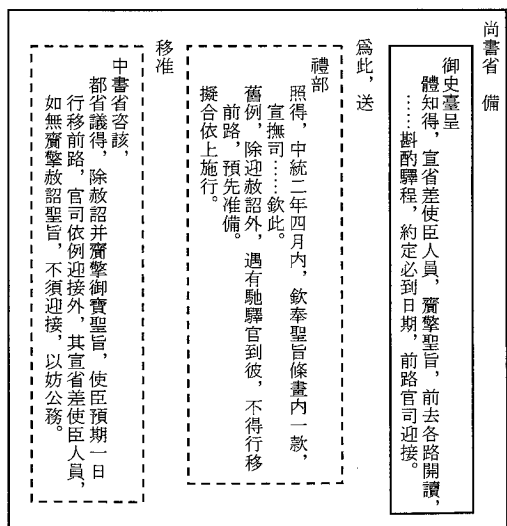 尚書省 備
御史臺呈
體知得，宣省差使臣人員，齎擎聖旨，前去各路開讀，
……斟酌驛程，約定必到日期，前路官司迎接。
爲此，送
禮部
照得，中統二年四月内，欽奉聖旨條畫内一款，
宣撫司……欽此。
舊例，除迎赦詔外，遇有馳驛官到彼，不得行移
前路，預先准備。
擬合依上施行。
移准
中書省咨該，
都省議得，除赦詔并齎擎御寶聖旨，使臣預期一日
行移前路，官司依例迎接外，其宣省差使臣人員，
如無齎擎赦詔聖旨，不須迎接，以妨公務。